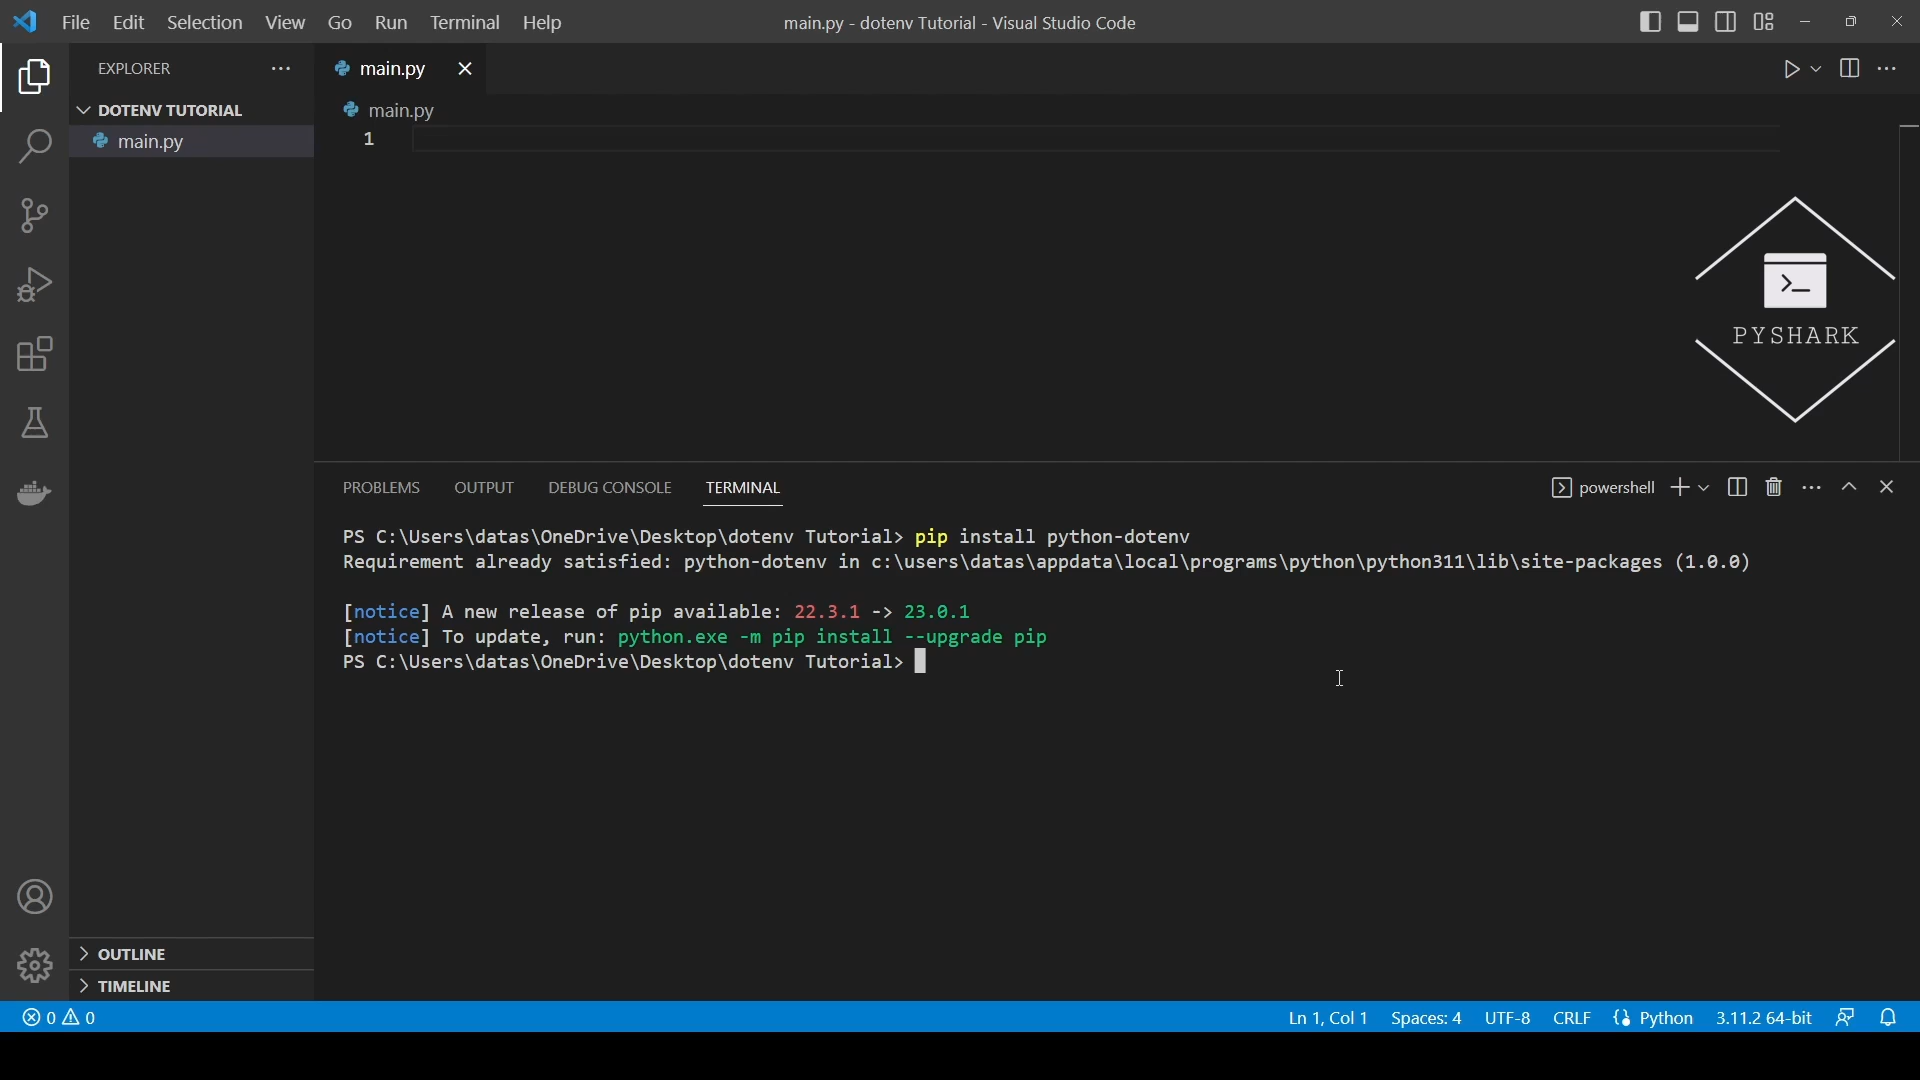 File Edit Selection View Go Run Terminal Help
main.py - dotenv Tutorial - Visual Studio Code
EXPLORER
DOTENV TUTORIAL
main.py
OUTLINE
TIMELINE
main.py
main.py
1
PYSHARK
PROBLEMS OUTPUT DEBUG CONSOLE TERMINAL
powershell
PS C:\Users\datas\OneDrive\Desktop\dotenv Tutorial> pip install python-dotenv
Requirement already satisfied: python-dotenv in c:\users\datas\appdata\local\programs\python\python311\lib\site-packages (1.0.0)
[notice] A new release of pip available: 22.3.1 -> 23.0.1
[notice] To update, run: python.exe -m pip install --upgrade pip
PS C:\Users\datas\OneDrive\Desktop\dotenv Tutorial>
0 0
Ln 1, Col 1 Spaces: 4 UTF-8 CRLF Python 3.11.2 64-bit